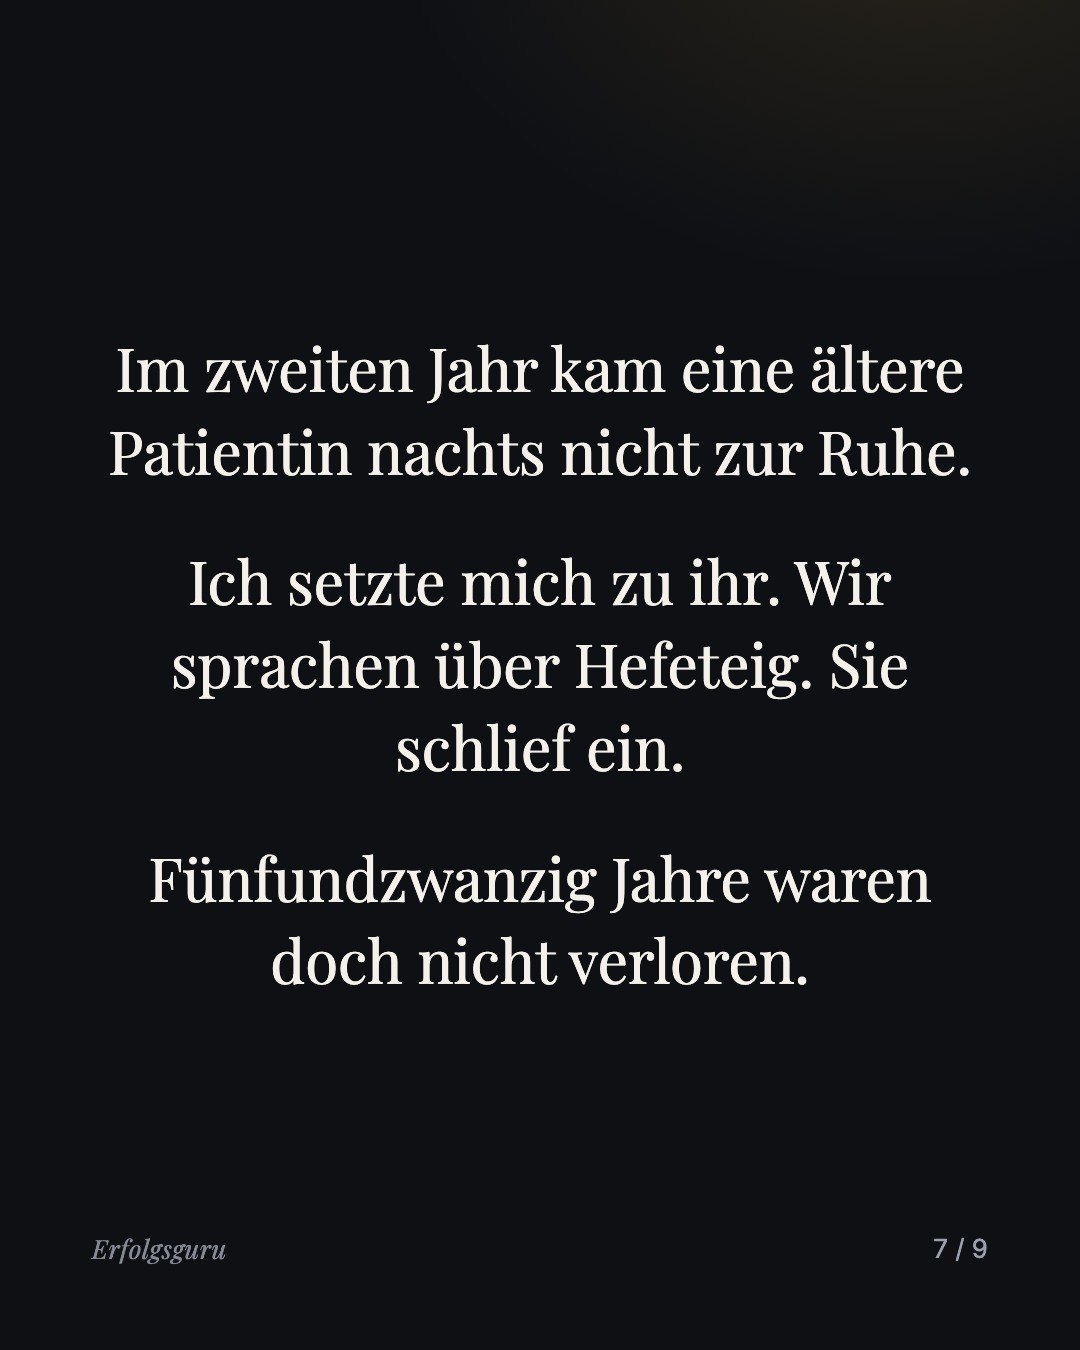 Im zweiten Jahr kam eine ältere
Patientin nachts nicht zur Ruhe.
Ich setzte mich zu ihr. Wir
sprachen über Hefeteig. Sie
schlief ein.
Fünfundzwanzig Jahre waren
doch nicht verloren.
Erfolgsguru
7 / 9